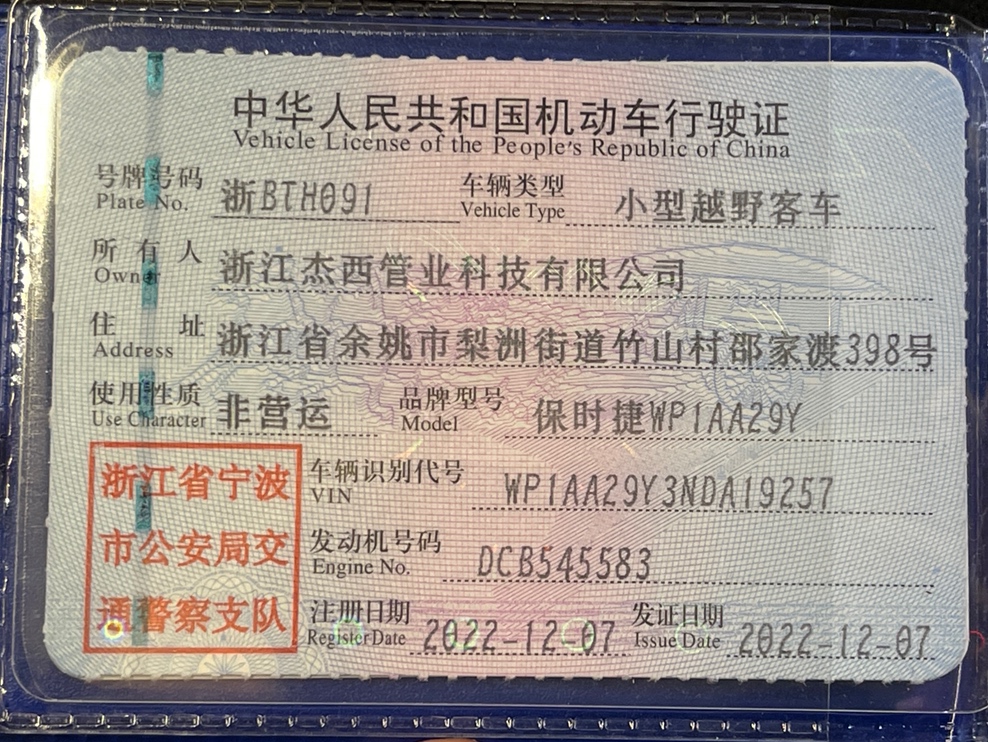 中华人民共和国机动车行驶证
Vehicle License of the People's Republic of China
号牌号码 浙BTH091 车辆类型 小型越野客车
Plate No. Vehicle Type
所有人 浙江杰西管业科技有限公司
Owner
住址 浙江省余姚市梨洲街道竹山村邵家渡398号
Address
使用性质 非营运 品牌型号 保时捷WP1AA29Y
Use Character Model
浙江省宁波
市公安局交
通警察支队
车辆识别代号 WP1AA29Y3NDA19257
VIN
发动机号码 DCB545583
Engine No.
注册日期 2022-12-07 发证日期 2022-12-07
Register Date Issue Date